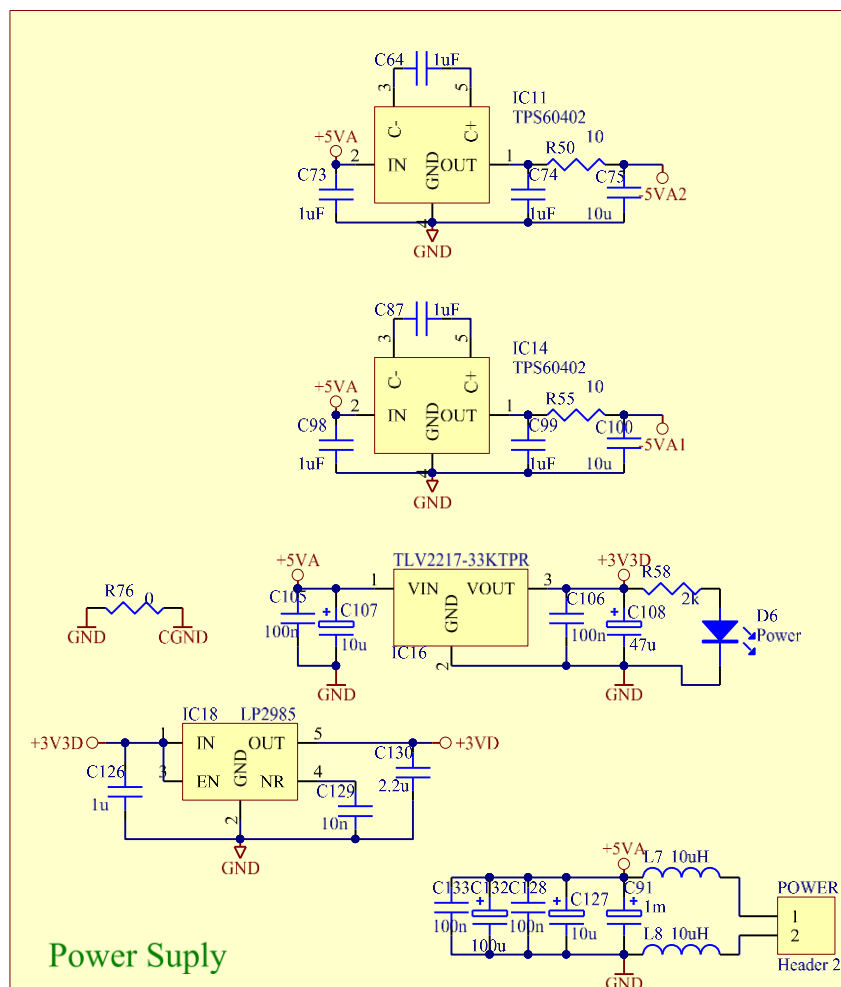 C64 1uF
3 5
IC11
TPS60402
C- C+
+5VA
2 IN GND OUT 1
R50 10
C73 1uF
C74 1uF
C75 10u
-5VA2
4
GND
C87 1uF
3 5
IC14
TPS60402
C- C+
+5VA
2 IN GND OUT 1
R55 10
C98 1uF
C99 1uF
C100 10u
-5VA1
4
GND
R76 0
GND CGND
+5VA
TLV2217-33KTPR
+3V3D
1 VIN GND VOUT 3
R58 2k
C105 100n
C107 10u
IC16
2
C106 100n
C108 47u
D6
Power
GND GND
IC18 LP2985
+3V3D
1 IN OUT 5
+3VD
3 EN GND NR 4
C126 1u
C129 10n
C130 2.2u
2
GND
+5VA
L7 10uH
C133 100n
C132 100u
C128 100n
C127 10u
C91 1m
L8 10uH
POWER
1
2
Header 2
GND
Power Suply